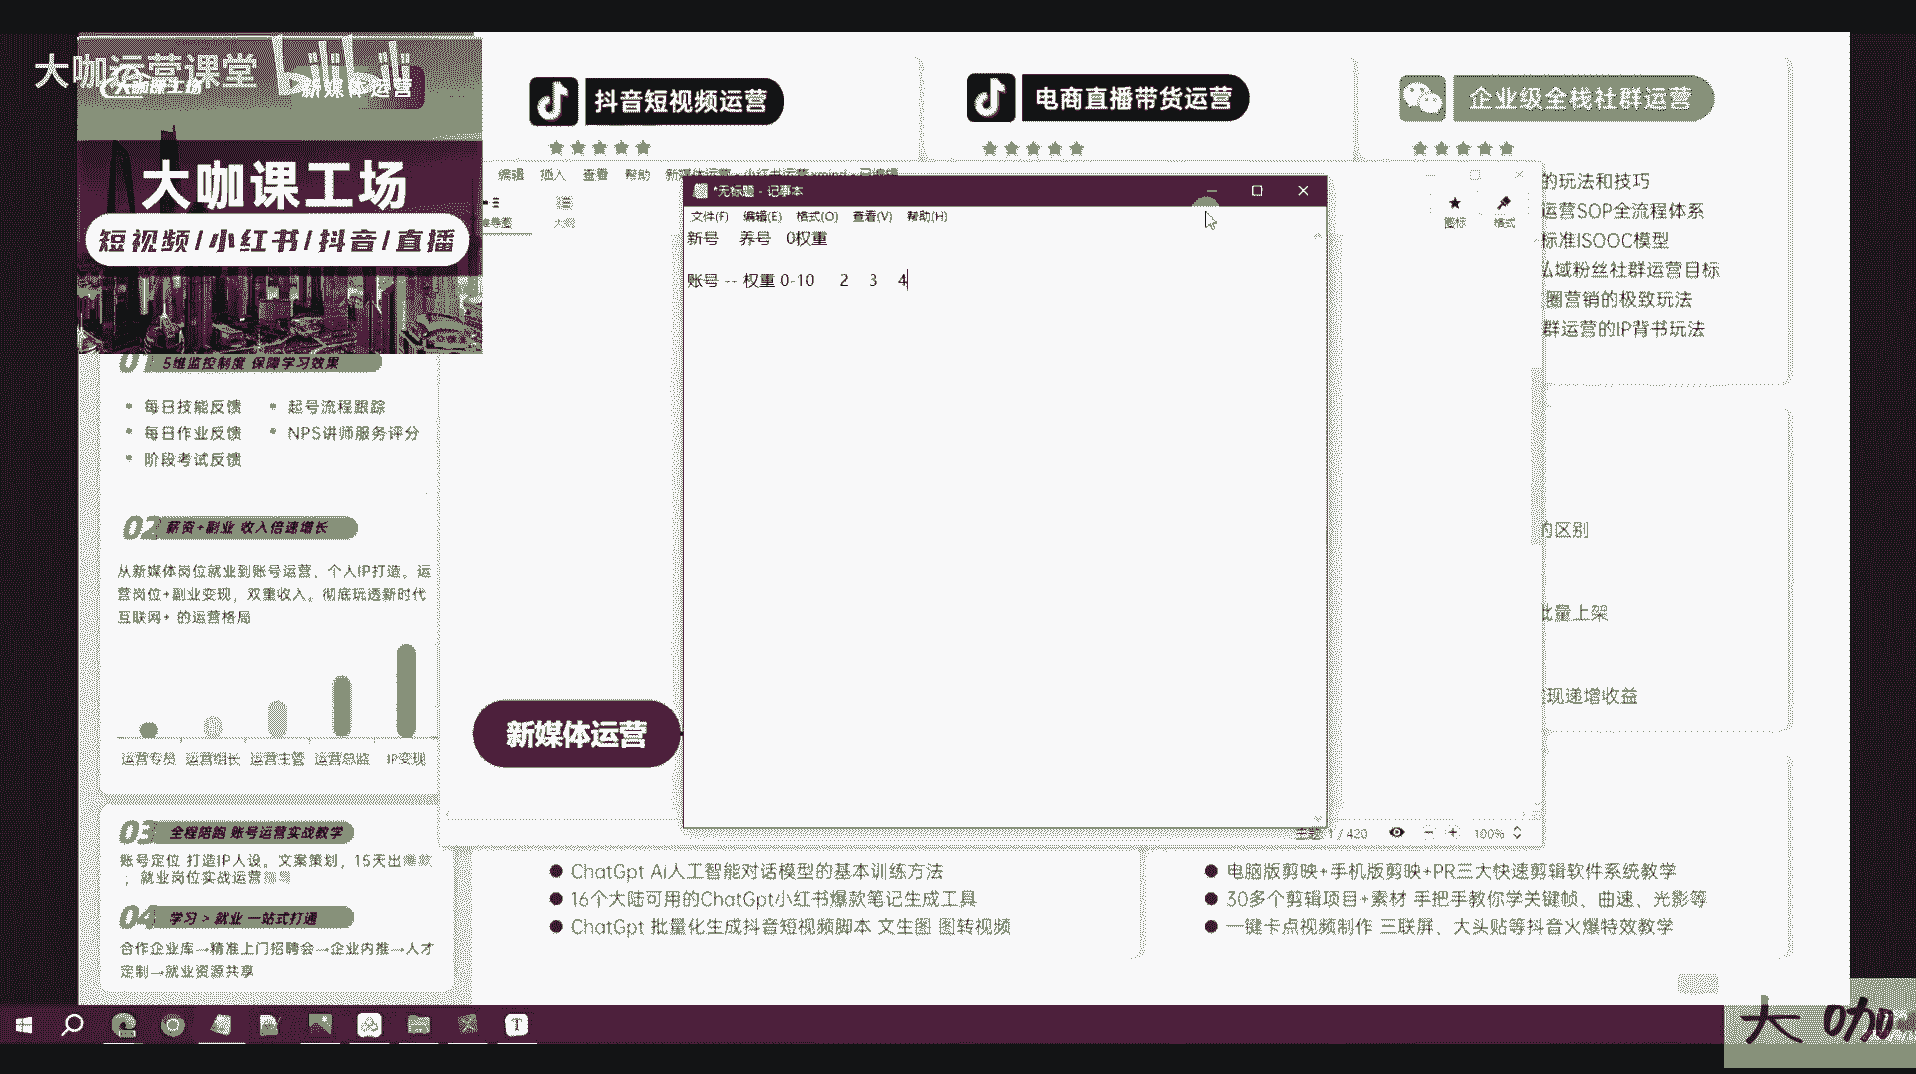 大咖运营课堂 bilibili
大咖课工场
新媒体运营
大咖课工场
短视频/小红书/抖音/直播
01 5维监控制度 保障学习效果
• 每日技能反馈
• 起号流程跟踪
• 每日作业反馈
• NPS讲师服务评分
• 阶段考试反馈
02 薪资+副业 收入倍速增长
从新媒体岗位就业到账号运营、个人IP打造。运
营岗位+副业变现，双重收入。彻底玩透新时代
互联网+ 的运营格局
运营专员 运营组长 运营主管 运营总监 IP变现
03 全程陪跑 账号运营实战教学
账号定位 打造IP人设。文案策划，15天出爆款
；就业岗位实战运营
04 学习 > 就业 一站式打通
合作企业库→精准上门招聘会→企业内推→人才
定制→就业资源共享
抖音短视频运营
★★★★★
电商直播带货运营
★★★★★
企业级全栈社群运营
★★★★★
编辑 插入 查看 帮助 新媒体运营 - 小红书运营.xmind - 已编辑
大纲
图标 格式
*无标题 - 记事本
文件(F) 编辑(E) 格式(O) 查看(V) 帮助(H)
新号 养号 0权重
账号 -- 权重 0-10 2 3 4
新媒体运营
主题: 1 / 420
100%
的玩法和技巧
运营SOP全流程体系
标准ISOOC模型
私域粉丝社群运营目标
圈营销的极致玩法
群运营的IP背书玩法
的区别
批量上架
现递增收益
● ChatGpt Ai人工智能对话模型的基本训练方法
● 16个大陆可用的ChatGpt小红书爆款笔记生成工具
● ChatGpt 批量化生成抖音短视频脚本 文生图 图转视频
● 电脑版剪映+手机版剪映+PR三大快速剪辑软件系统教学
● 30多个剪辑项目+素材 手把手教你学关键帧、曲速、光影等
● 一键卡点视频制作 三联屏、大头贴等抖音火爆特效教学
大 咖